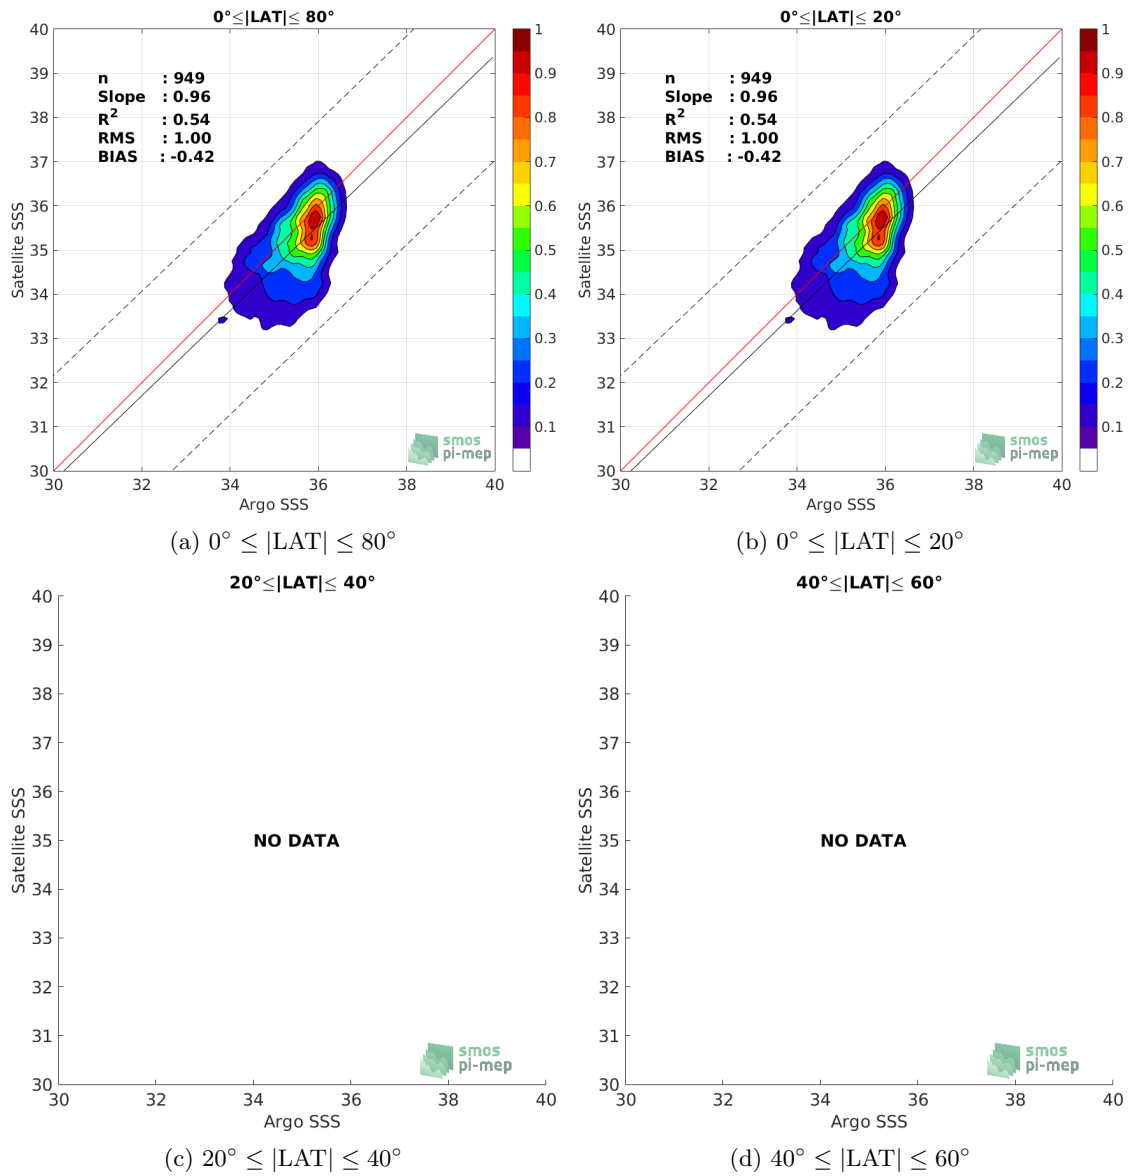 0°≤|LAT|≤ 80°
40
39
38
37
36
35
34
33
32
31
30
Satellite SSS
n : 949
Slope : 0.96
R² : 0.54
RMS : 1.00
BIAS : -0.42
1
0.9
0.8
0.7
0.6
0.5
0.4
0.3
0.2
0.1
smos
pi-mep
30 32 34 36 38 40
Argo SSS
(a) 0° ≤ |LAT| ≤ 80°
0°≤|LAT|≤ 20°
40
39
38
37
36
35
34
33
32
31
30
Satellite SSS
n : 949
Slope : 0.96
R² : 0.54
RMS : 1.00
BIAS : -0.42
1
0.9
0.8
0.7
0.6
0.5
0.4
0.3
0.2
0.1
smos
pi-mep
30 32 34 36 38 40
Argo SSS
(b) 0° ≤ |LAT| ≤ 20°
20°≤|LAT|≤ 40°
40
39
38
37
36
35
34
33
32
31
30
Satellite SSS
NO DATA
smos
pi-mep
30 32 34 36 38 40
Argo SSS
(c) 20° ≤ |LAT| ≤ 40°
40°≤|LAT|≤ 60°
40
39
38
37
36
35
34
33
32
31
30
Satellite SSS
NO DATA
smos
pi-mep
30 32 34 36 38 40
Argo SSS
(d) 40° ≤ |LAT| ≤ 60°